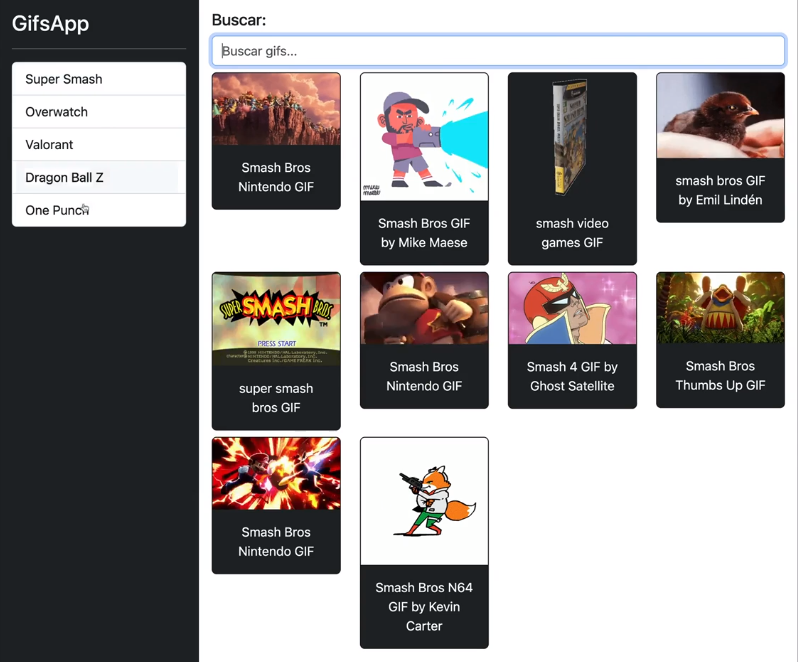 GifsApp
Super Smash
Overwatch
Valorant
Dragon Ball Z
One Punch
Buscar:
Buscar gifs...
Smash Bros
Nintendo GIF
Smash Bros GIF
by Mike Maese
smash video
games GIF
smash bros GIF
by Emil Lindén
SUPER SMASH BROS
TM
PRESS START
super smash
bros GIF
Smash Bros
Nintendo GIF
Smash 4 GIF by
Ghost Satellite
Smash Bros
Thumbs Up GIF
Smash Bros
Nintendo GIF
Smash Bros N64
GIF by Kevin
Carter